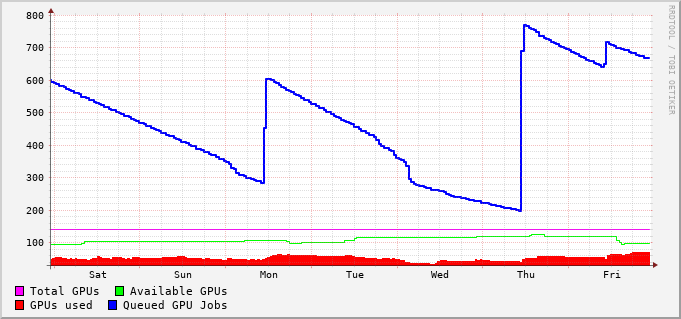 800
700
600
500
400
300
200
100
Sat Sun Mon Tue Wed Thu Fri
Total GPUs Available GPUs
GPUs used Queued GPU Jobs
RRDTOOL / TOBI OETIKER